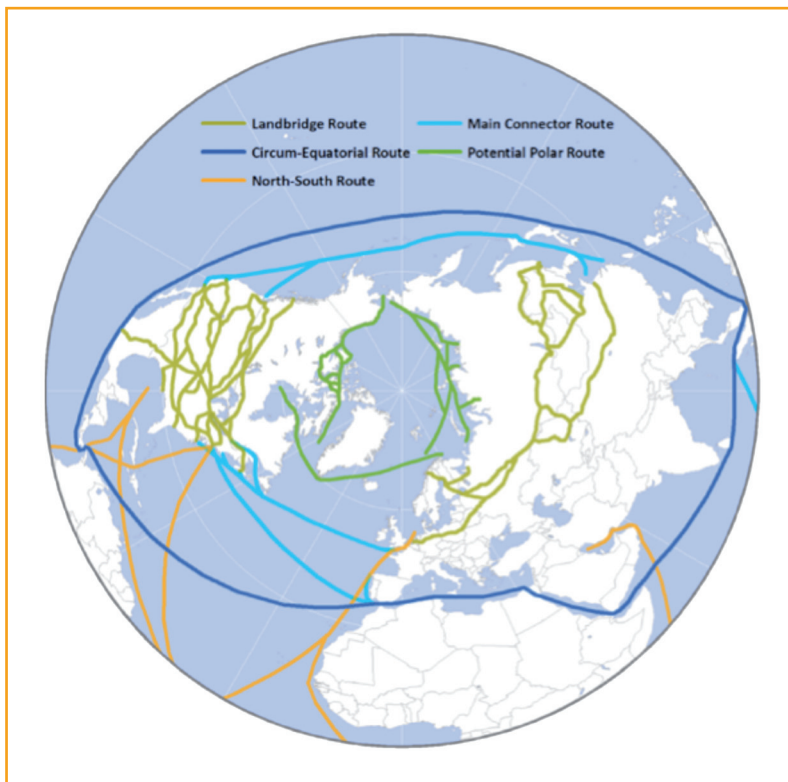 Landbridge Route
Main Connector Route
Circum-Equatorial Route
Potential Polar Route
North-South Route